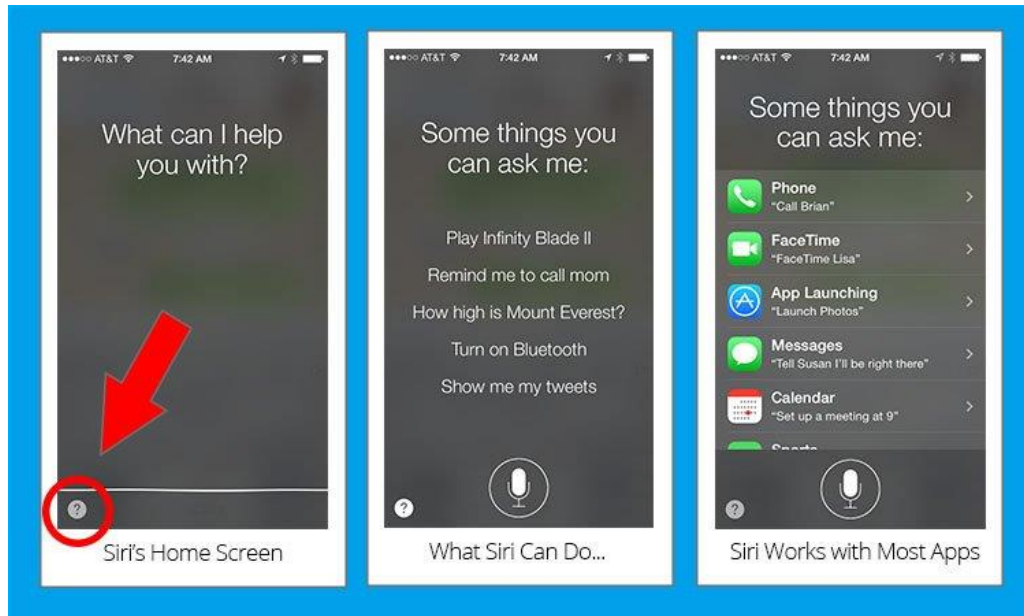 AT&T 7:42 AM
What can I help
you with?
?
Siri's Home Screen
AT&T 7:42 AM
Some things you
can ask me:
Play Infinity Blade II
Remind me to call mom
How high is Mount Everest?
Turn on Bluetooth
Show me my tweets
?
What Siri Can Do...
AT&T 7:42 AM
Some things you
can ask me:
Phone
"Call Brian"
FaceTime
"FaceTime Lisa"
App Launching
"Launch Photos"
Messages
"Tell Susan I'll be right there"
Calendar
"Set up a meeting at 9"
Sports
?
Siri Works with Most Apps